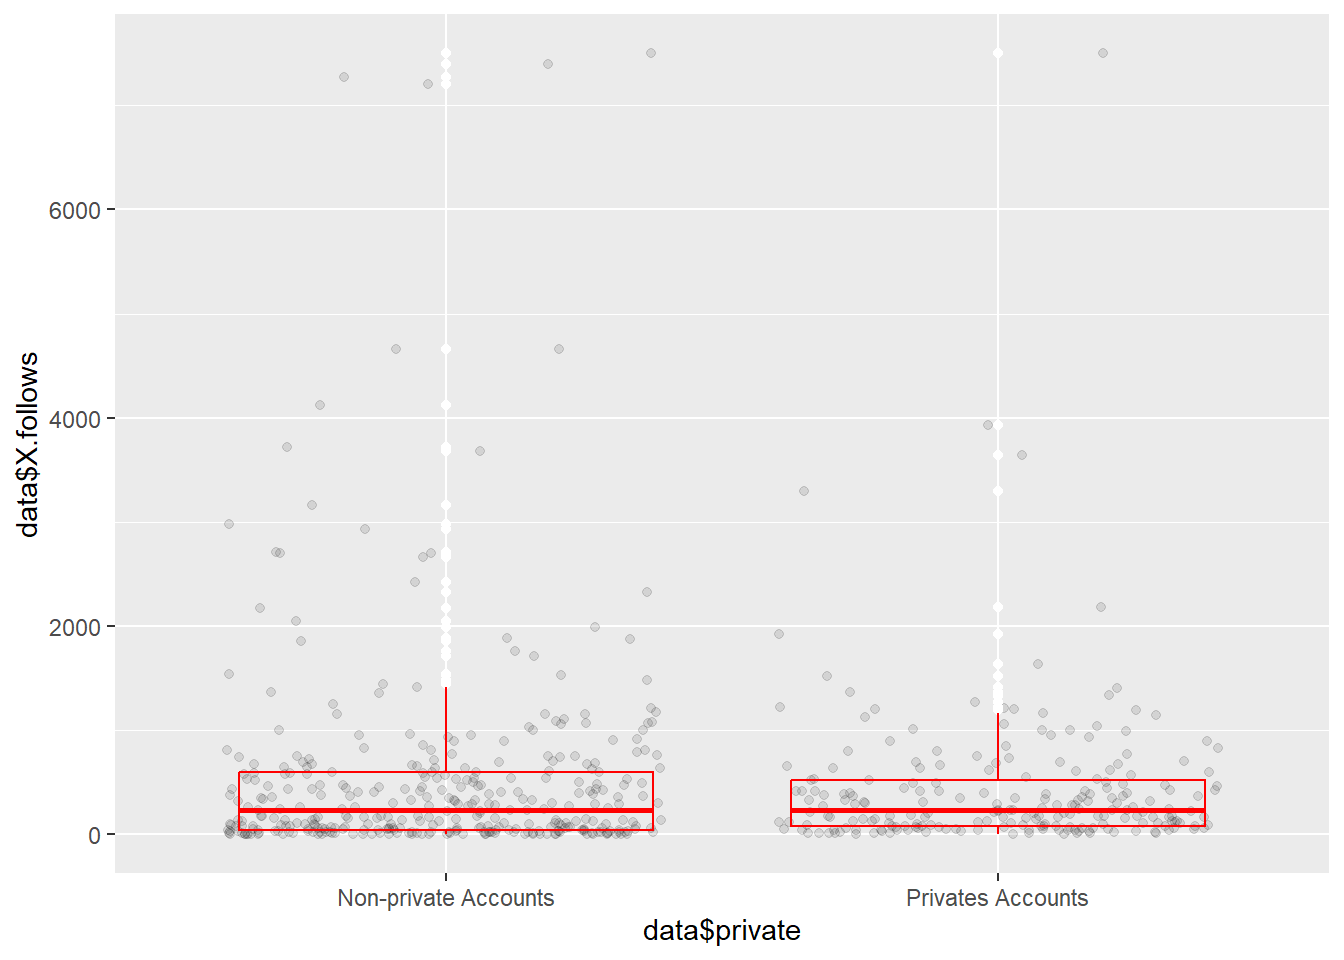 6000
4000
2000
0
data$X.follows
Non-private Accounts
Privates Accounts
data$private